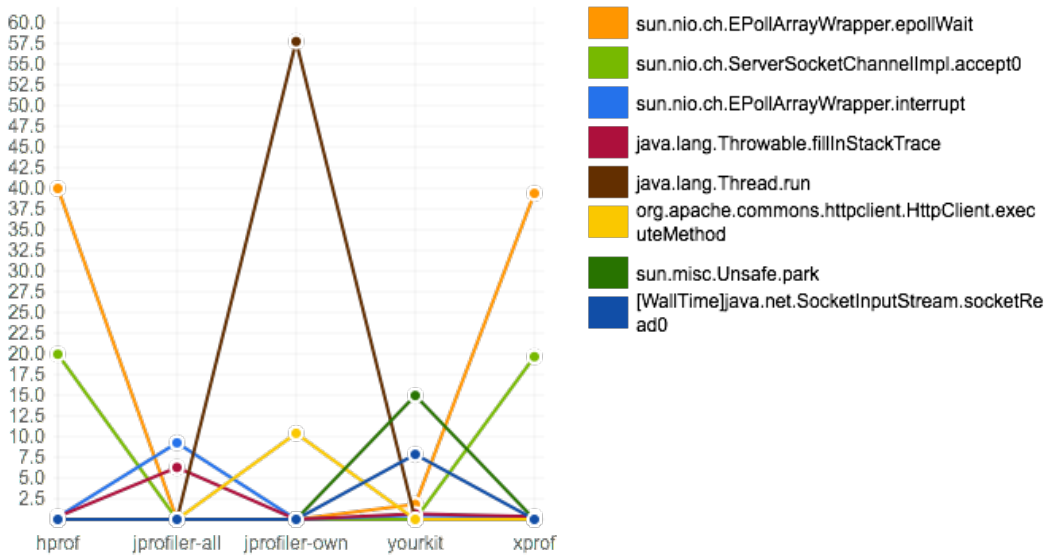 60.0
57.5
55.0
52.5
50.0
47.5
45.0
42.5
40.0
37.5
35.0
32.5
30.0
27.5
25.0
22.5
20.0
17.5
15.0
12.5
10.0
7.5
5.0
2.5
hprof jprofiler-all jprofiler-own yourkit xprof
sun.nio.ch.EPollArrayWrapper.epollWait
sun.nio.ch.ServerSocketChannelImpl.accept0
sun.nio.ch.EPollArrayWrapper.interrupt
java.lang.Throwable.fillInStackTrace
java.lang.Thread.run
org.apache.commons.httpclient.HttpClient.exec
uteMethod
sun.misc.Unsafe.park
[WallTime]java.net.SocketInputStream.socketRe
ad0